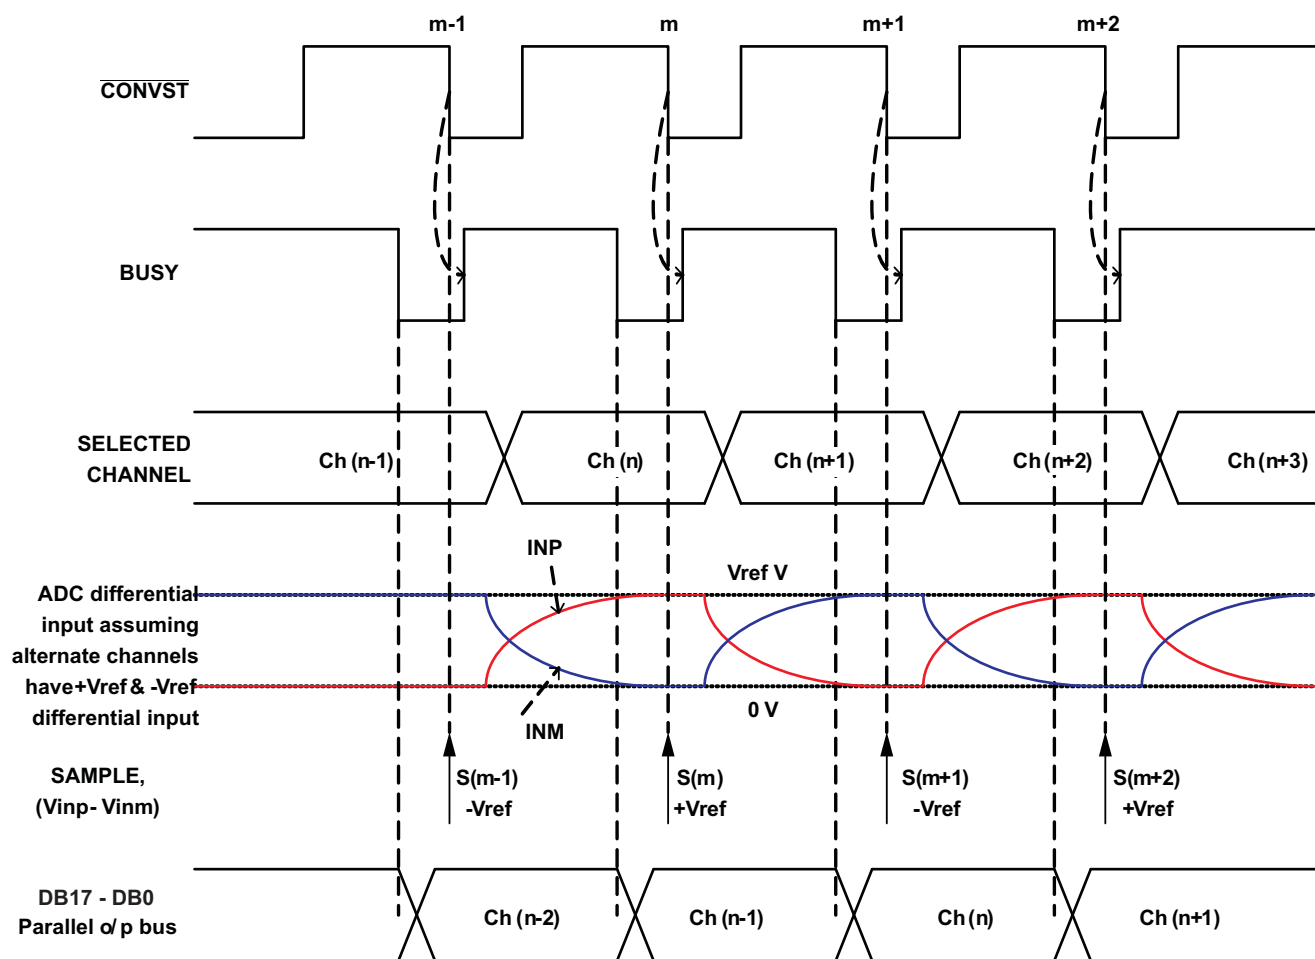 m-1 m m+1 m+2
CONVST
BUSY
SELECTED
CHANNEL
Ch (n-1) Ch (n) Ch (n+1) Ch (n+2) Ch (n+3)
INP
Vref V
ADC differential
input assuming
alternate channels
have+Vref & -Vref
differential input
0 V
INM
SAMPLE,
(Vinp- Vinm)
S(m-1) S(m) S(m+1) S(m+2)
-Vref +Vref -Vref +Vref
DB17 - DB0
Parallel o/p bus
Ch (n-2) Ch (n-1) Ch (n) Ch (n+1)